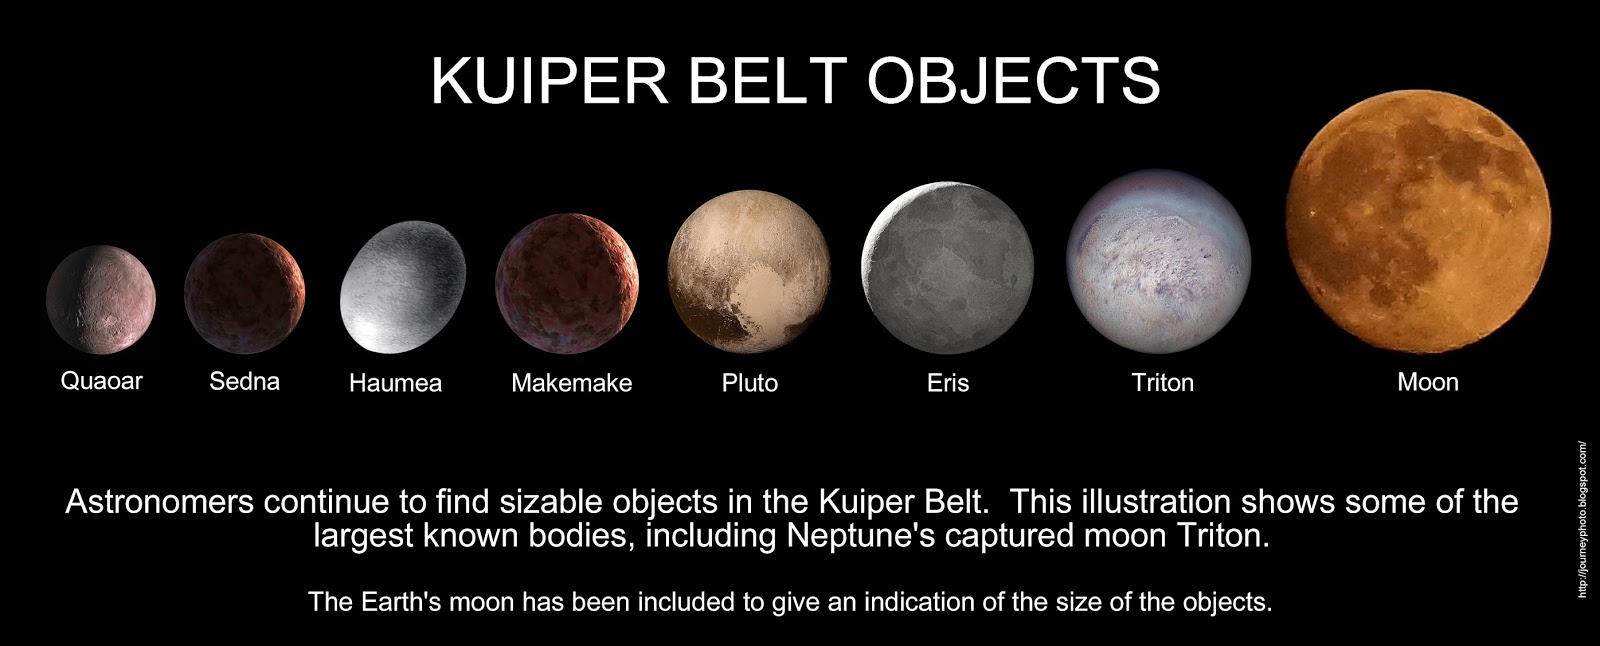 KUIPER BELT OBJECTS
Quaoar
Sedna
Haumea
Makemake
Pluto
Eris
Triton
Moon
Astronomers continue to find sizable objects in the Kuiper Belt.  This illustration shows some of the
largest known bodies, including Neptune's captured moon Triton.
The Earth's moon has been included to give an indication of the size of the objects.
http://journeyphoto.blogspot.com/